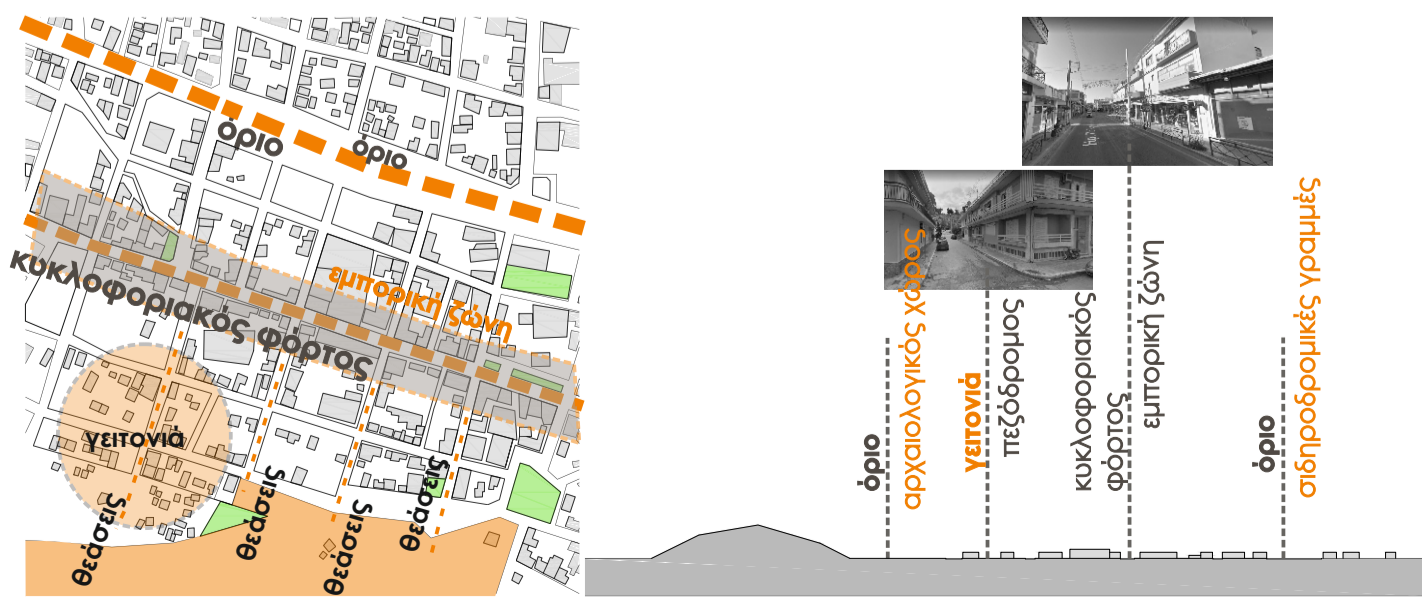 όριο
όριο
εμπορική ζώνη
κυκλοφοριακός φόρτος
γειτονιά
θεάσεις
θεάσεις
θεάσεις
θεάσεις
όριο
αρχαιολογικός χώρος
γειτονιά
πεζόδρομος
κυκλοφοριακός
φόρτος
εμπορική ζώνη
όριο
σιδηροδρομικές γραμμές